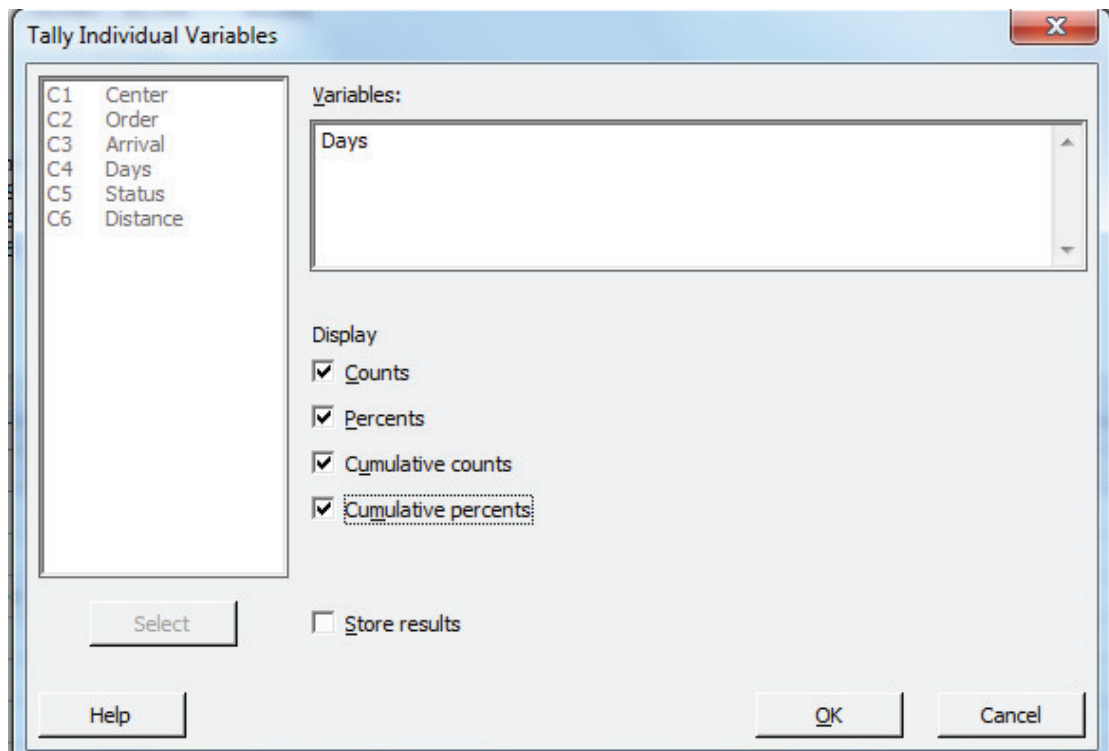 Tally Individual Variables
C1 Center
C2 Order
C3 Arrival
C4 Days
C5 Status
C6 Distance
Variables:
Days
Display
Counts
Percents
Cumulative counts
Cumulative percents
Select
Store results
Help
OK
Cancel